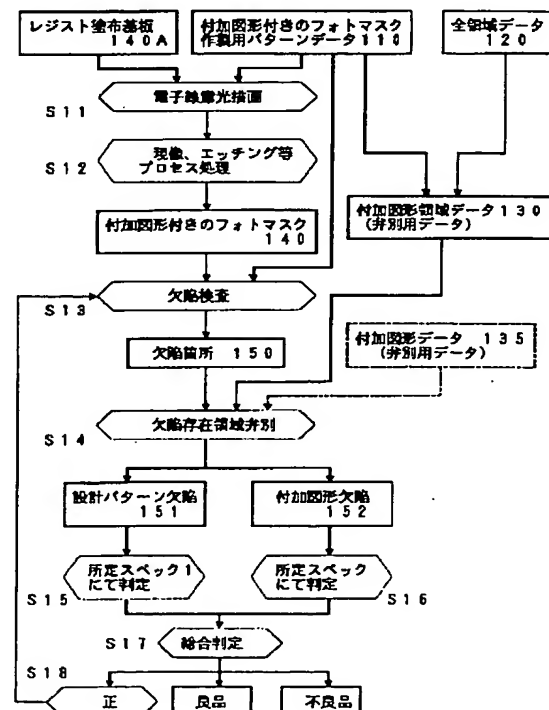 レジスト塗布基板
140A
付加図形付きのフォトマスク
作製用パターンデータ 110
全領域データ
120
S11
電子線露光描画
S12
現像、エッチング等
プロセス処理
付加図形付きのフォトマスク
140
付加図形領域データ 130
(弁別用データ)
S13
欠陥検査
欠陥箇所 150
付加図形データ 135
(弁別用データ)
S14
欠陥存在領域弁別
設計パターン欠陥
151
付加図形欠陥
152
所定スペック1
にて判定
所定スペック
にて判定
S15
S16
S17
総合判定
S18
正
良品
不良品